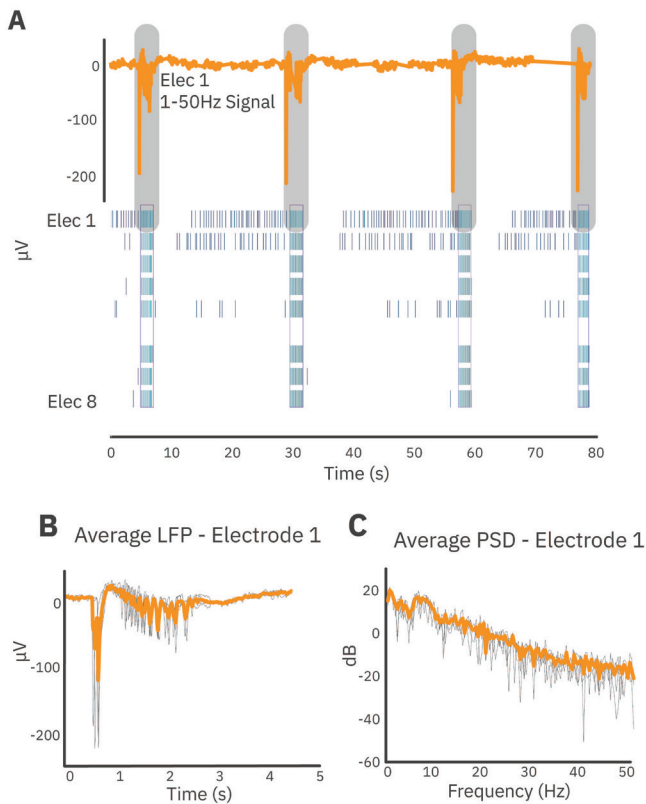 A
0
-100
-200
Elec 1
1-50Hz Signal
Elec 1
µV
Elec 8
0 10 20 30 40 50 60 70 80
Time (s)
B
Average LFP - Electrode 1
0
-100
-200
µV
0 1 2 3 4 5
Time (s)
C
Average PSD - Electrode 1
20
0
-20
-40
-60
dB
0 10 20 30 40 50
Frequency (Hz)